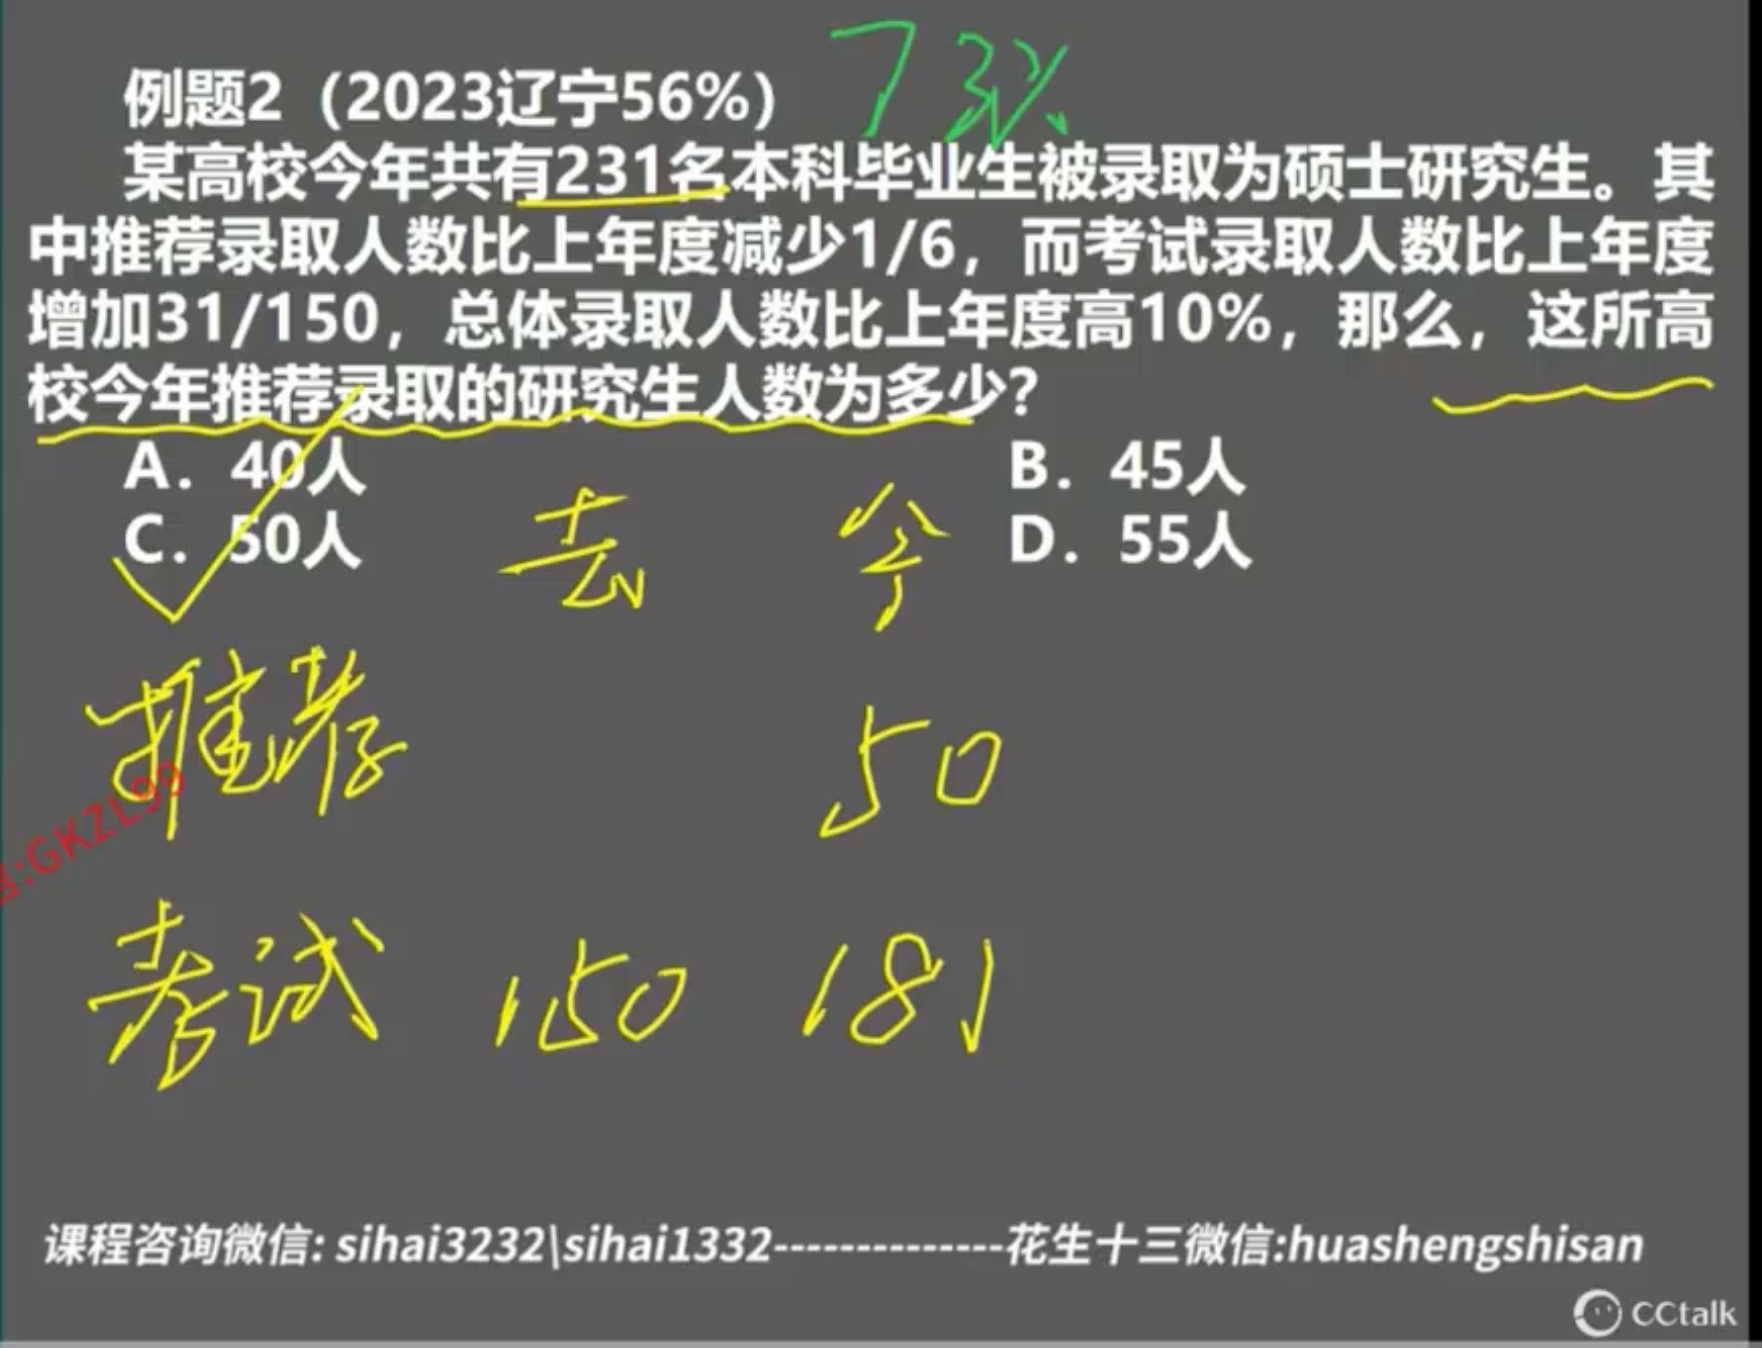 73%
例题2（2023辽宁56%）
某高校今年共有231名本科毕业生被录取为硕士研究生。其
中推荐录取人数比上年度减少1/6，而考试录取人数比上年度
增加31/150，总体录取人数比上年度高10%，那么，这所高
校今年推荐录取的研究生人数为多少？
A．40人 B．45人
C．50人 D．55人
去 今
推荐 50
:GKZL99
考试 150 181
课程咨询微信: sihai3232\sihai1332--------------花生十三微信:huashengshisan
CCtalk